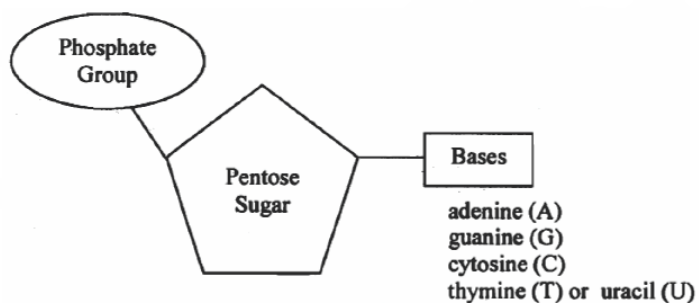 Phosphate
Group
Pentose
Sugar
Bases
adenine (A)
guanine (G)
cytosine (C)
thymine (T) or uracil (U)